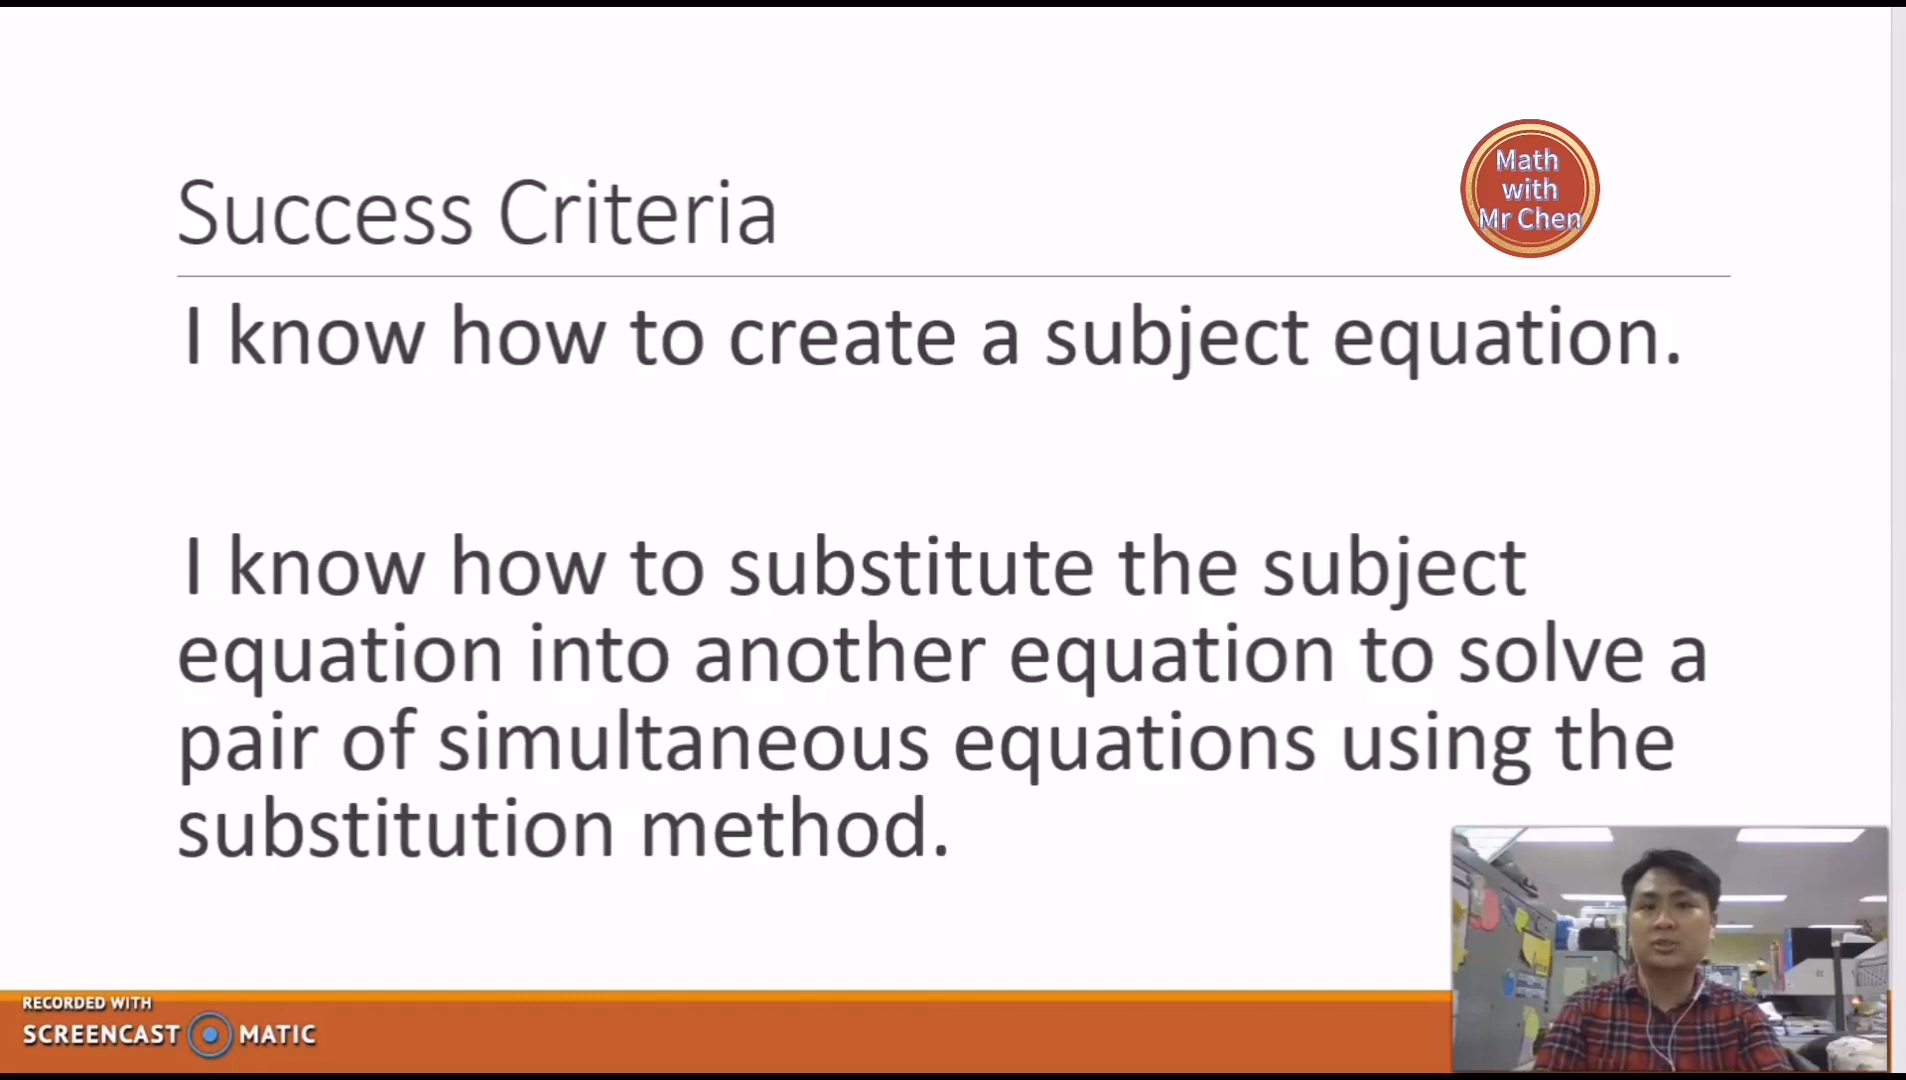 Math
with
Mr Chen
Success Criteria
I know how to create a subject equation.
I know how to substitute the subject
equation into another equation to solve a
pair of simultaneous equations using the
substitution method.
RECORDED WITH
SCREENCAST MATIC